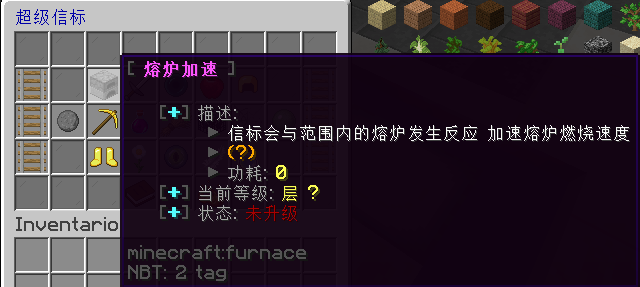 超级信标
[ 熔炉加速 ]
[+] 描述:
▶ 信标会与范围内的熔炉发生反应 加速熔炉燃烧速度
▶ (?)
▶ 功耗: 0
[+] 当前等级: 层 ?
[+] 状态: 未升级
Inventario
minecraft:furnace
NBT: 2 tag